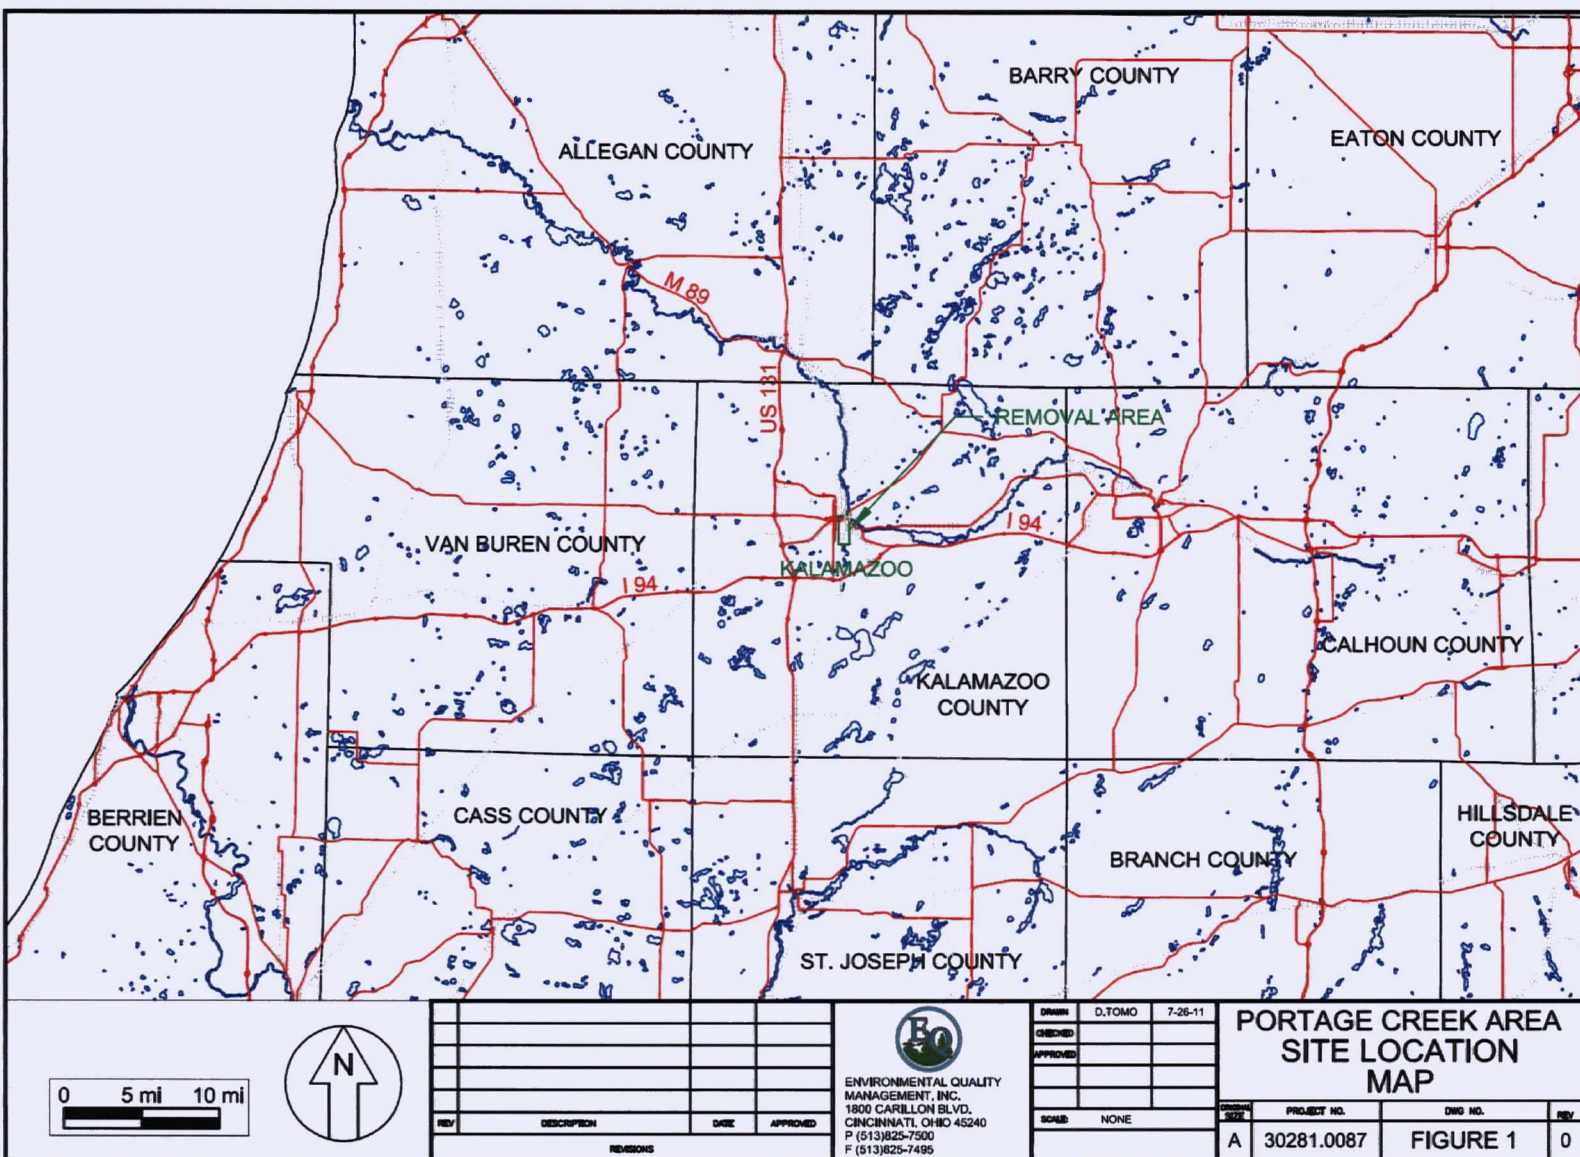 BARRY COUNTY
EATON COUNTY
ALLEGAN COUNTY
M 89
US 131
REMOVAL AREA
I 94
VAN BUREN COUNTY
KALAMAZOO
I 94
CALHOUN COUNTY
KALAMAZOO
COUNTY
BERRIEN
COUNTY
CASS COUNTY
HILLSDALE
COUNTY
BRANCH COUNTY
ST. JOSEPH COUNTY
N
0 5 mi 10 mi
REV DESCRIPTION DATE APPROVED
REVISIONS
EQ
ENVIRONMENTAL QUALITY
MANAGEMENT, INC.
1800 CARILLON BLVD.
CINCINNATI, OHIO 45240
P (513)825-7500
F (513)825-7495
DRAWN D.TOMO 7-26-11
CHECKED
APPROVED
SCALE: NONE
PORTAGE CREEK AREA
SITE LOCATION
MAP
ORIGINAL SIZE A
PROJECT NO. 30281.0087
DWG NO. FIGURE 1
REV 0